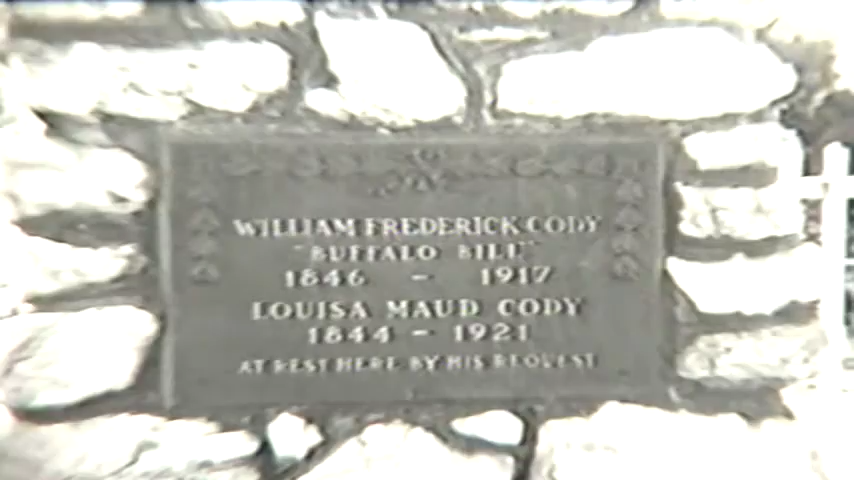 WILLIAM FREDERICK CODY
"BUFFALO BILL"
1846 - 1917
LOUISA MAUD CODY
1844 - 1921
AT REST HERE BY HIS REQUEST